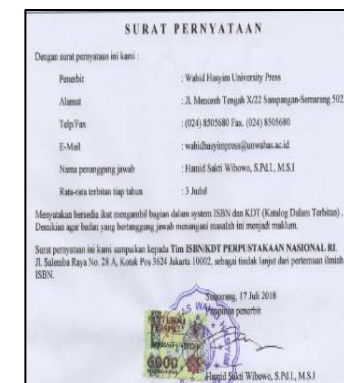 SURAT PERNYATAAN
Dengan surat pernyataan ini kami :
Penerbit : Wahid Hasyim University Press
Alamat : Jl. Menoreh Tengah X/22 Sampangan-Semarang 502
Telp/Fax : (024) 8505680 Fax. (024) 8505680
E-Mail : wahidhasyimpress@unwahas.ac.id
Nama penanggung jawab : Hamid Sakti Wibowo, S.Pd.I., M.S.I
Rata-rata terbitan tiap tahun : 3 Judul
Menyatakan bersedia ikut mengambil bagian dalam system ISBN dan KDT (Katalog Dalam Terbitan) .
Demikian agar badan yang bertanggung jawab menangani masalah ini menjadi maklum.
Surat pernyataan ini kami sampaikan kepada Tim ISBN/KDT PERPUSTAKAAN NASIONAL RI.
Jl. Salemba Raya No. 28 A, Kotak Pos 3624 Jakarta 10002, sebagai tindak lanjut dari pertemuan ilmiah
ISBN.
Semarang, 17 Juli 2018
Pimpinan penerbit
6000
Hamid Sakti Wibowo, S.Pd.I., M.S.I